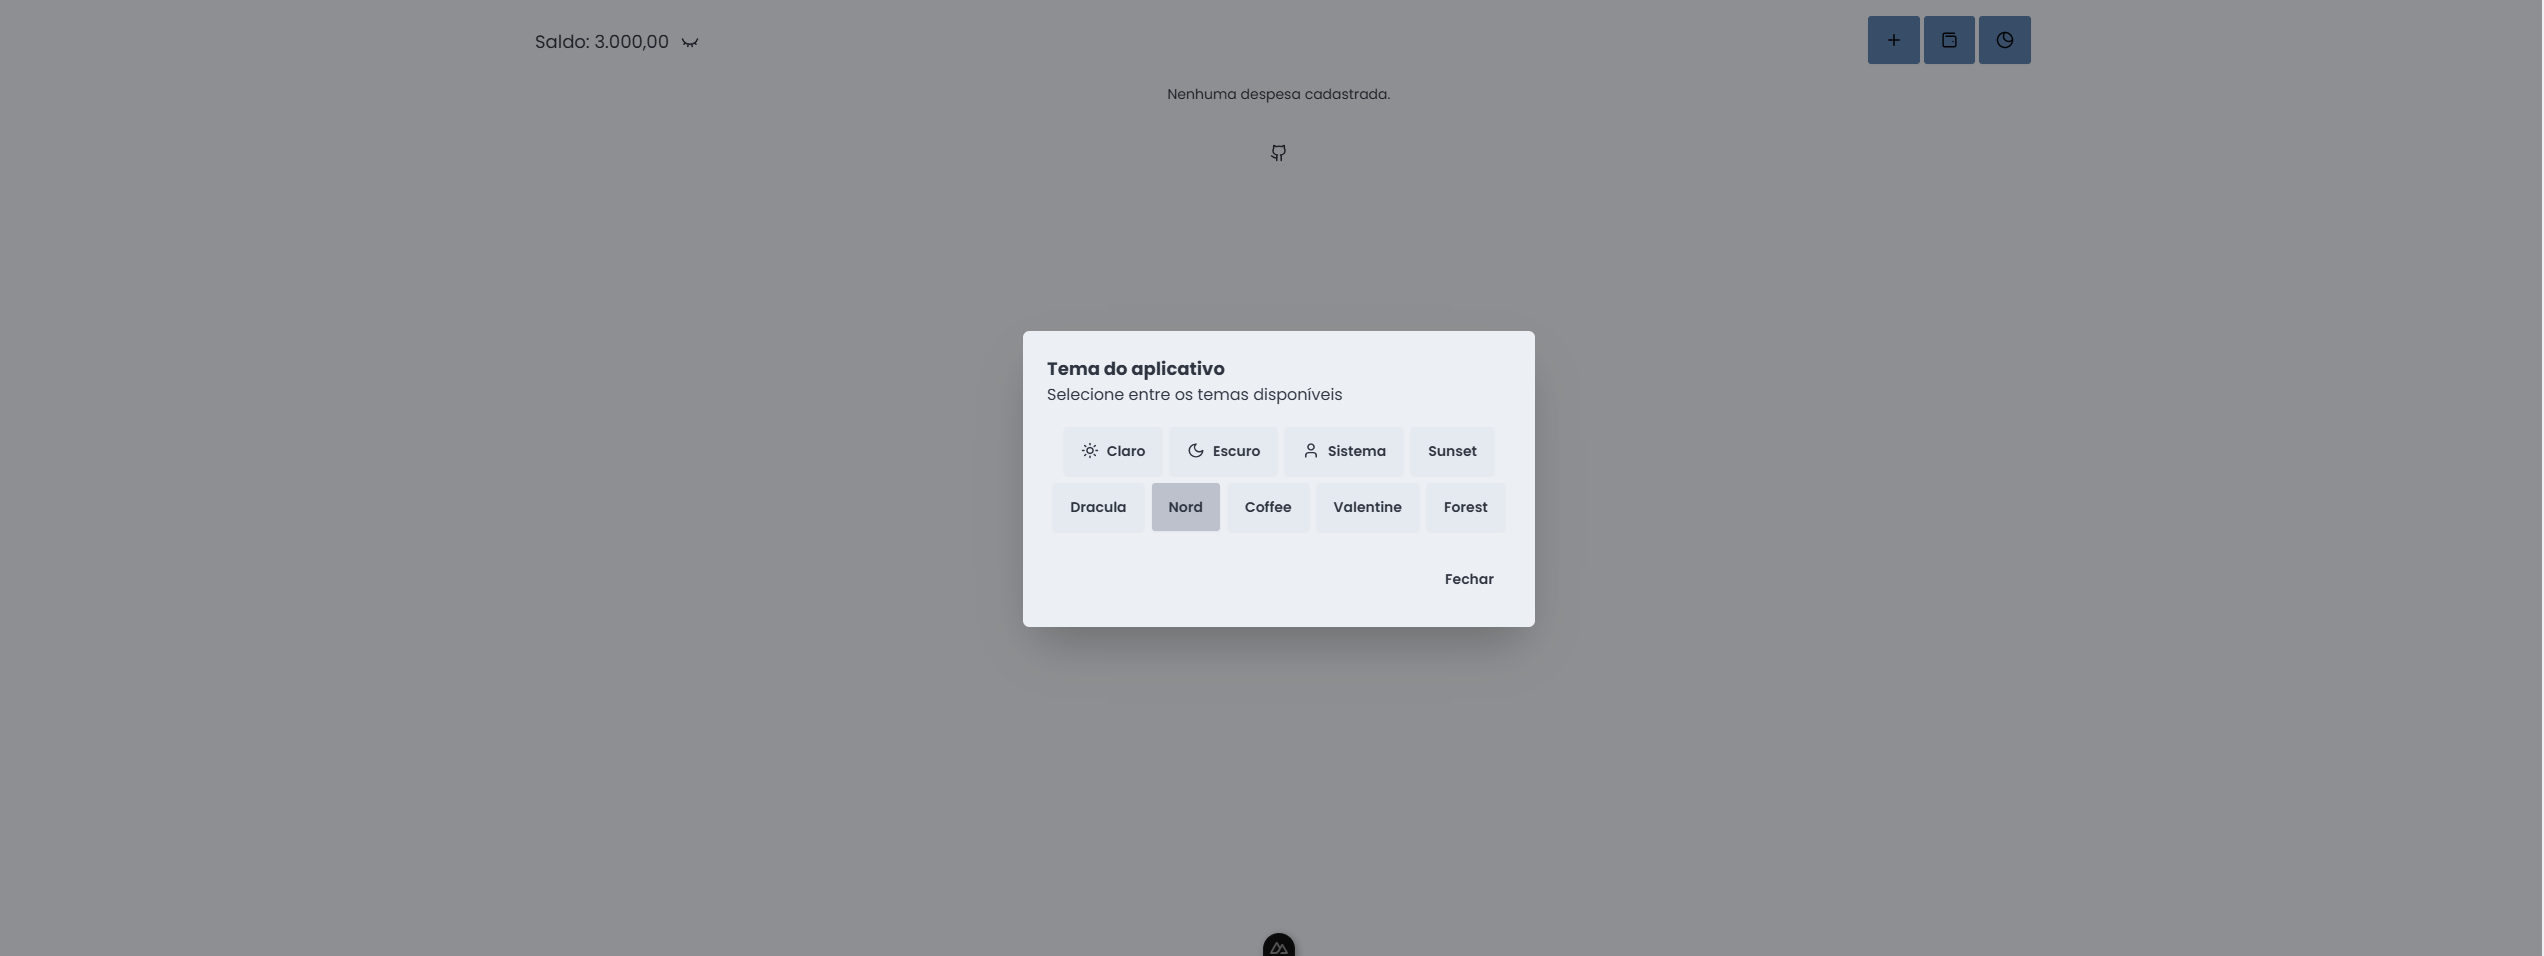 Saldo: 3.000,00
Nenhuma despesa cadastrada.
Tema do aplicativo
Selecione entre os temas disponíveis
Claro Escuro Sistema Sunset
Dracula Nord Coffee Valentine Forest
Fechar